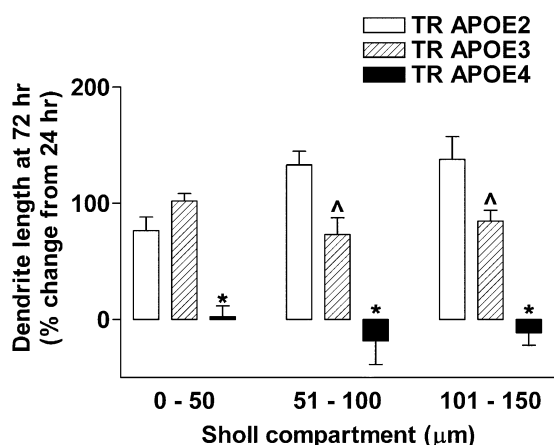 TR APOE2
TR APOE3
TR APOE4
Dendrite length at 72 hr
(% change from 24 hr)
200
100
0
^
^
*
*
*
0 - 50
51 - 100
101 - 150
Sholl compartment (μm)